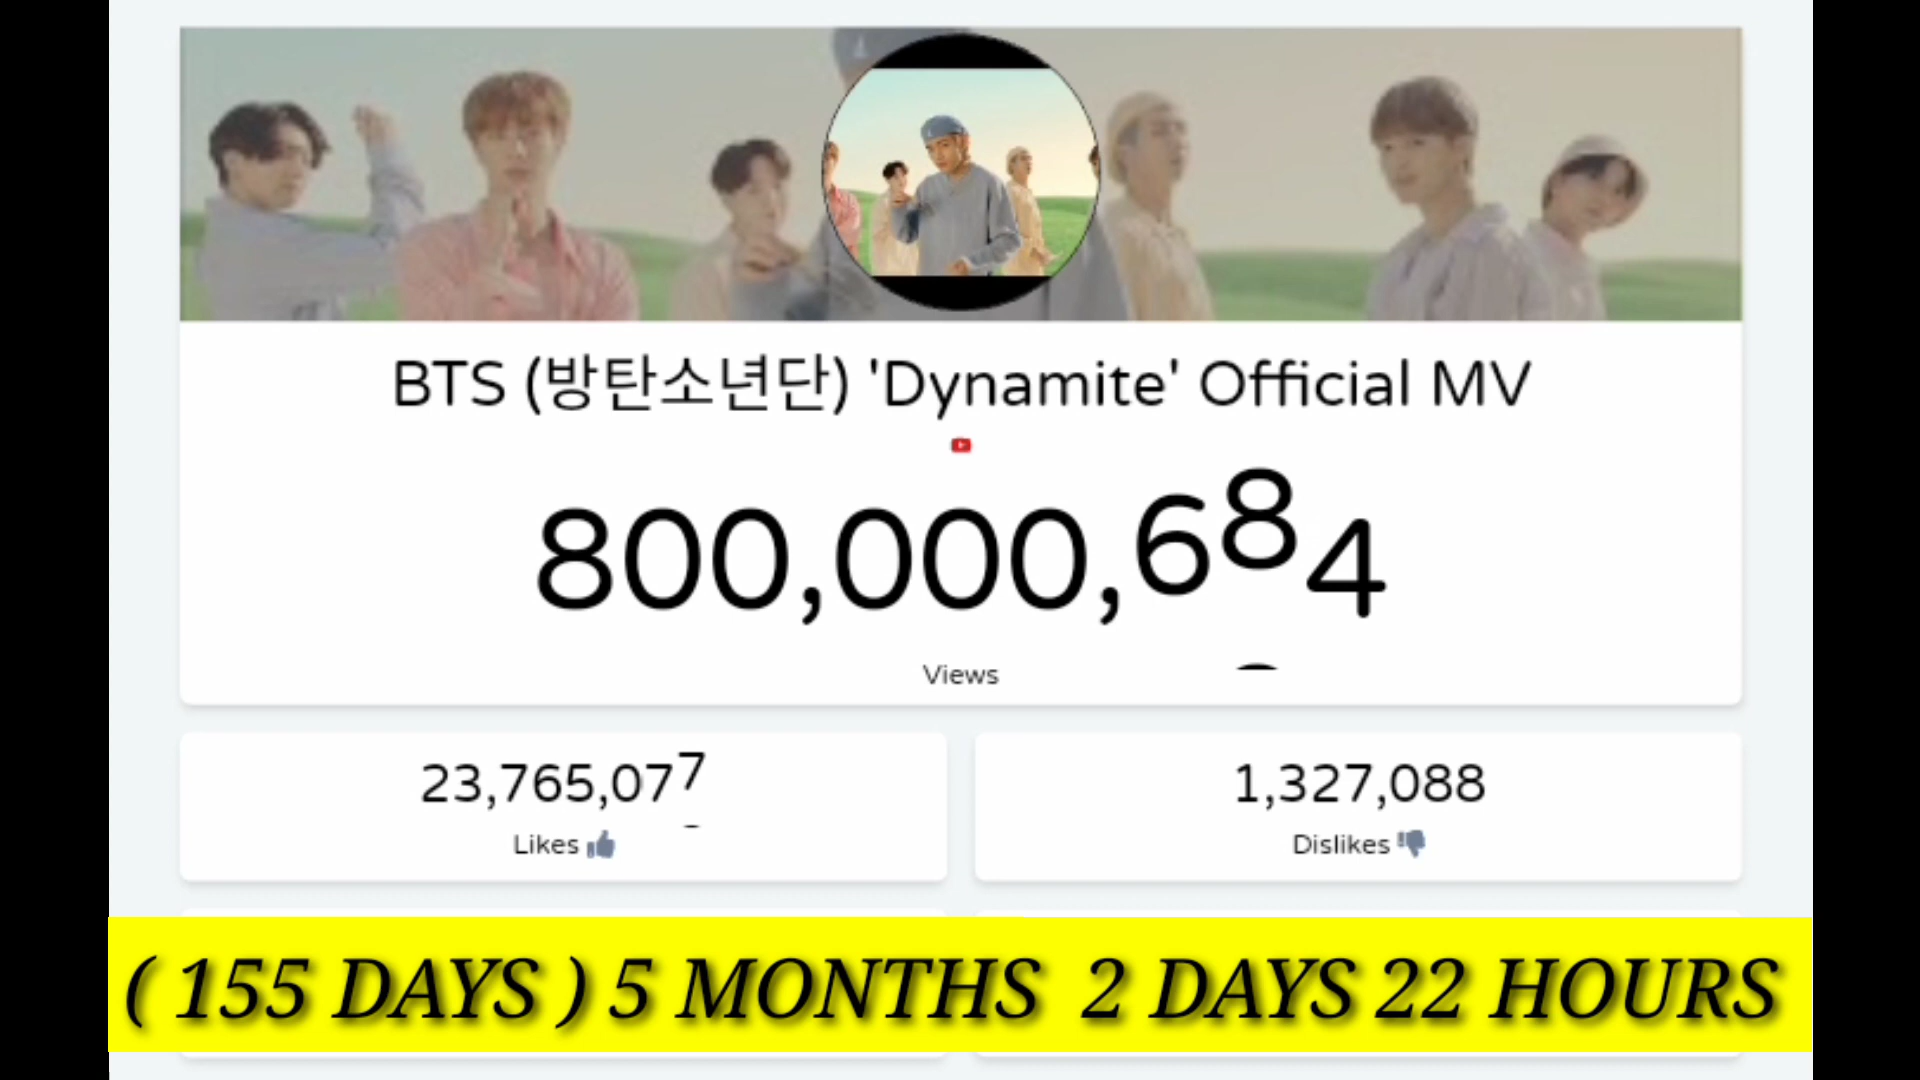 BTS (방탄소년단) 'Dynamite' Official MV
800,000,684
Views
23,765,077
Likes
1,327,088
Dislikes
( 155 DAYS ) 5 MONTHS 2 DAYS 22 HOURS